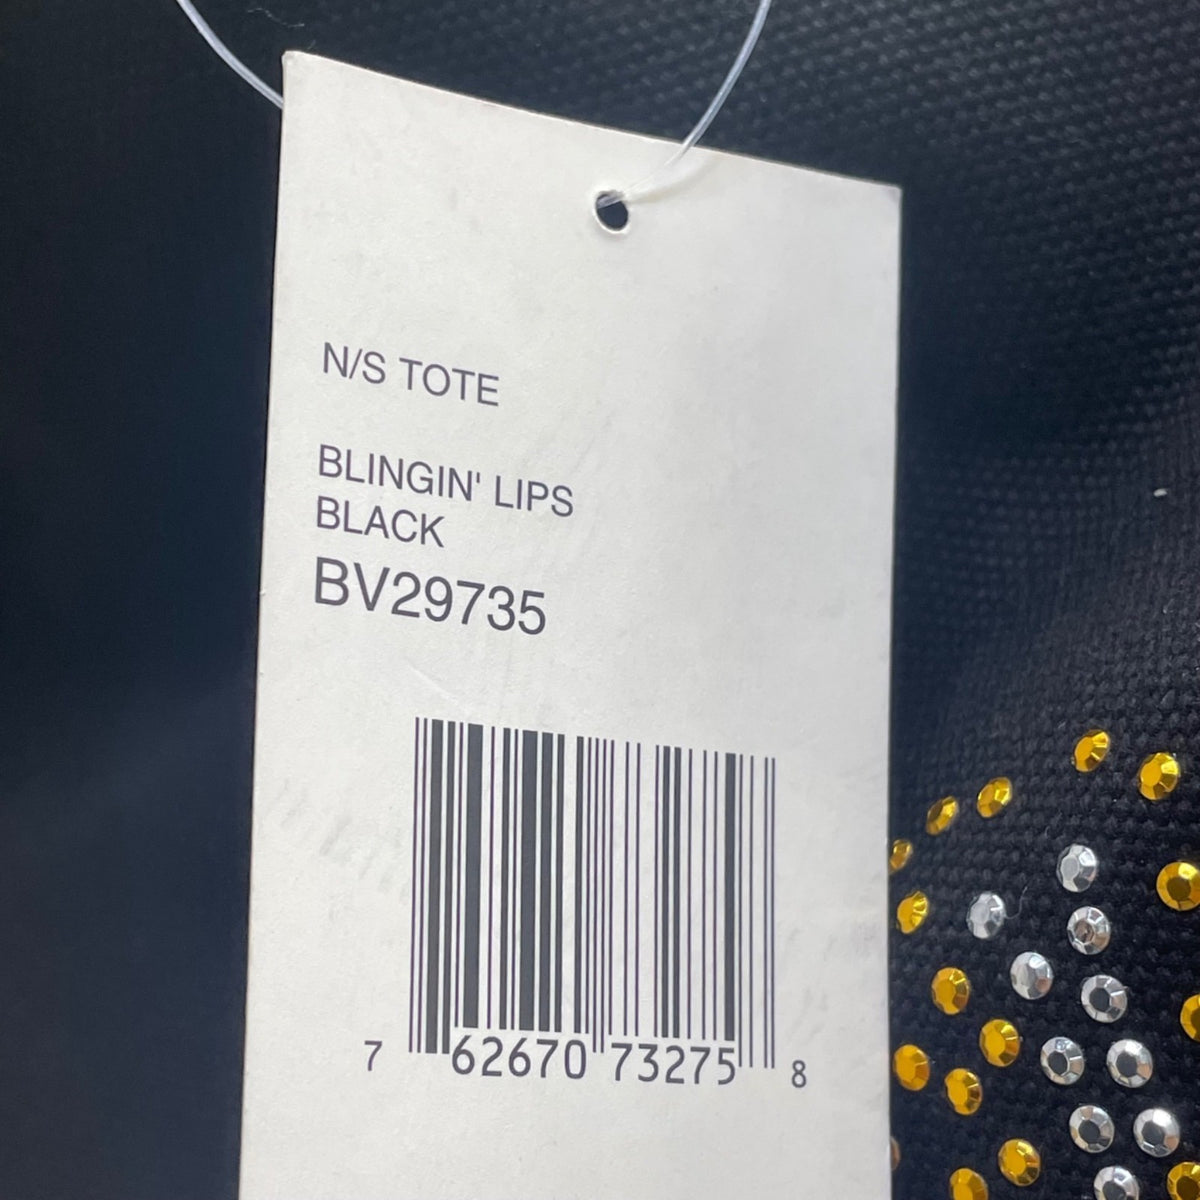 N/S TOTE
BLINGIN' LIPS
BLACK
BV29735
7 62670 73275 8